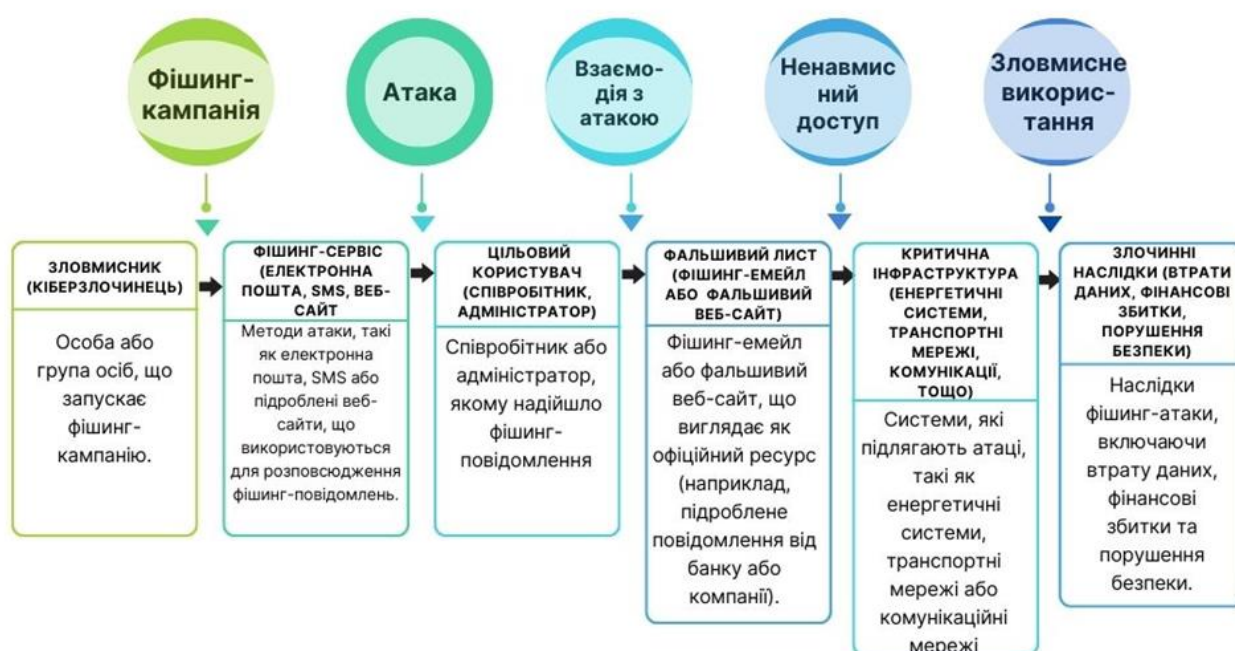 Фішинг-
кампанія
Атака
Взаємо-
дія з
атакою
Ненавмис
ний
доступ
Зловмисне
викорис-
тання
ЗЛОВМИСНИК
(КІБЕРЗЛОЧИНЕЦЬ)
Особа або
група осіб, що
запускає
фішинг-
кампанію.
ФІШИНГ-СЕРВІС
(ЕЛЕКТРОННА
ПОШТА, SMS, ВЕБ-
САЙТ
Методи атаки, такі
як електронна
пошта, SMS або
підроблені веб-
сайти, що
використовуються
для розповсюдження
фішинг-повідомлень.
ЦІЛЬОВИЙ
КОРИСТУВАЧ
(СПІВРОБІТНИК,
АДМІНІСТРАТОР)
Співробітник або
адміністратор,
якому надійшло
фішинг-
повідомлення
ФАЛЬШИВИЙ ЛИСТ
(ФІШИНГ-ЕМЕЙЛ
АБО ФАЛЬШИВИЙ
ВЕБ-САЙТ)
Фішинг-емейл
або фальшивий
веб-сайт, що
виглядає як
офіційний ресурс
(наприклад,
підроблене
повідомлення від
банку або
компанії).
КРИТИЧНА
ІНФРАСТРУКТУРА
(ЕНЕРГЕТИЧНІ
СИСТЕМИ,
ТРАНСПОРТНІ
МЕРЕЖІ,
КОМУНІКАЦІЇ,
ТОЩО)
Системи, які
підлягають атаці,
такі як
енергетичні
системи,
транспортні
мережі або
комунікаційні
мережі
ЗЛОЧИННІ
НАСЛІДКИ (ВТРАТИ
ДАНИХ, ФІНАНСОВІ
ЗБИТКИ,
ПОРУШЕННЯ
БЕЗПЕКИ)
Наслідки
фішинг-атаки,
включаючи
втрату даних,
фінансові
збитки та
порушення
безпеки.